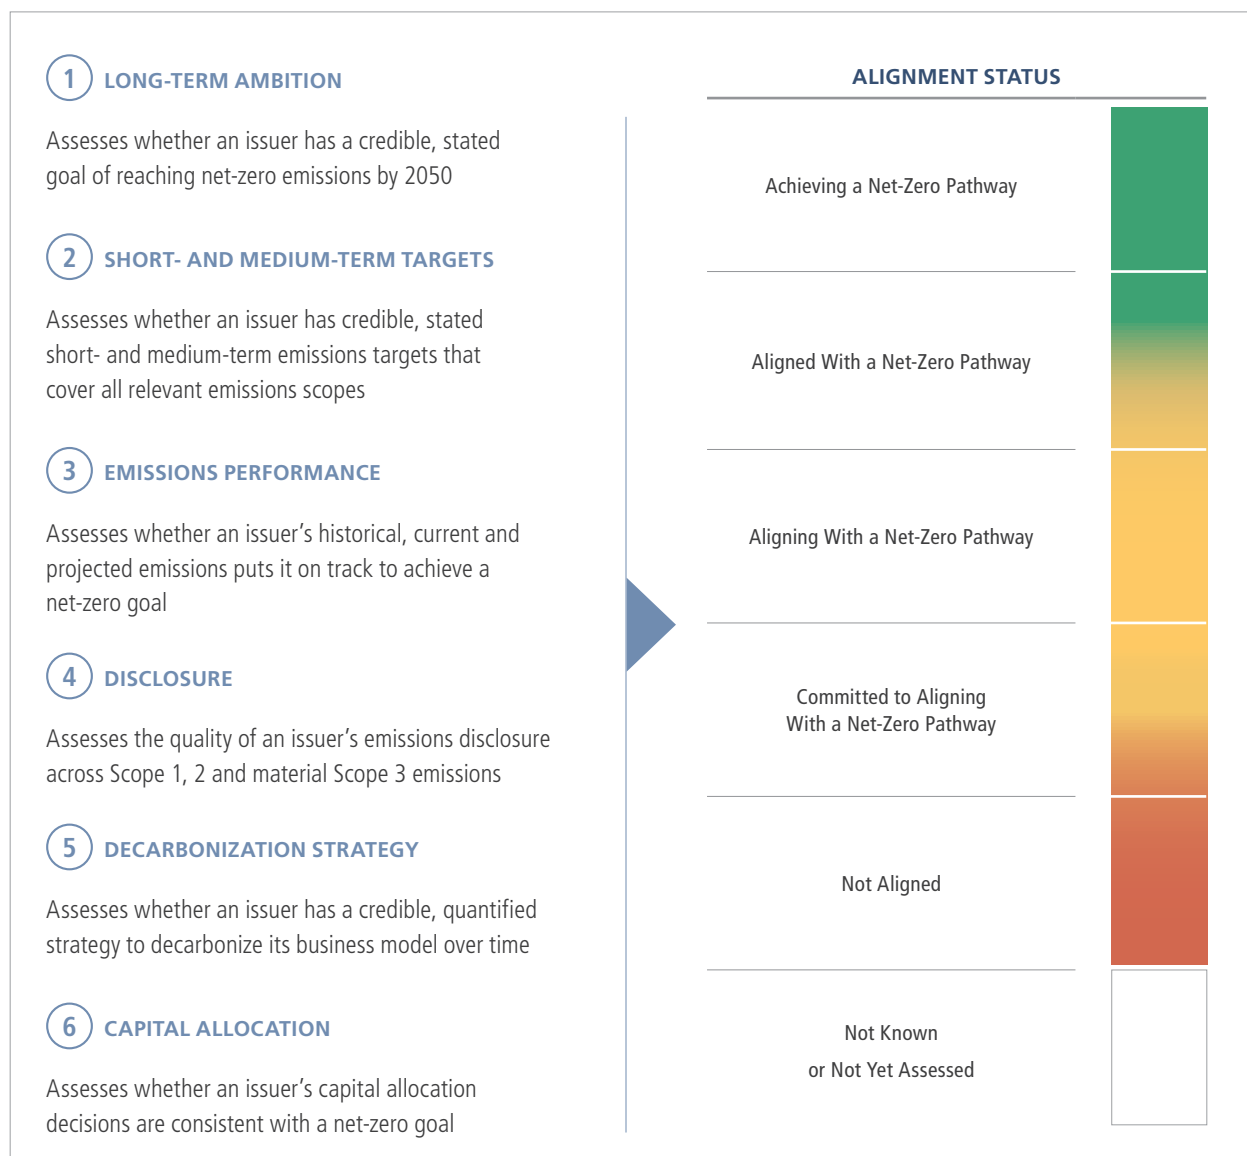 1 LONG-TERM AMBITION
Assesses whether an issuer has a credible, stated
goal of reaching net-zero emissions by 2050
2 SHORT- AND MEDIUM-TERM TARGETS
Assesses whether an issuer has credible, stated
short- and medium-term emissions targets that
cover all relevant emissions scopes
3 EMISSIONS PERFORMANCE
Assesses whether an issuer’s historical, current and
projected emissions puts it on track to achieve a
net-zero goal
4 DISCLOSURE
Assesses the quality of an issuer’s emissions disclosure
across Scope 1, 2 and material Scope 3 emissions
5 DECARBONIZATION STRATEGY
Assesses whether an issuer has a credible, quantified
strategy to decarbonize its business model over time
6 CAPITAL ALLOCATION
Assesses whether an issuer’s capital allocation
decisions are consistent with a net-zero goal
ALIGNMENT STATUS
Achieving a Net-Zero Pathway
Aligned With a Net-Zero Pathway
Aligning With a Net-Zero Pathway
Committed to Aligning
With a Net-Zero Pathway
Not Aligned
Not Known
or Not Yet Assessed